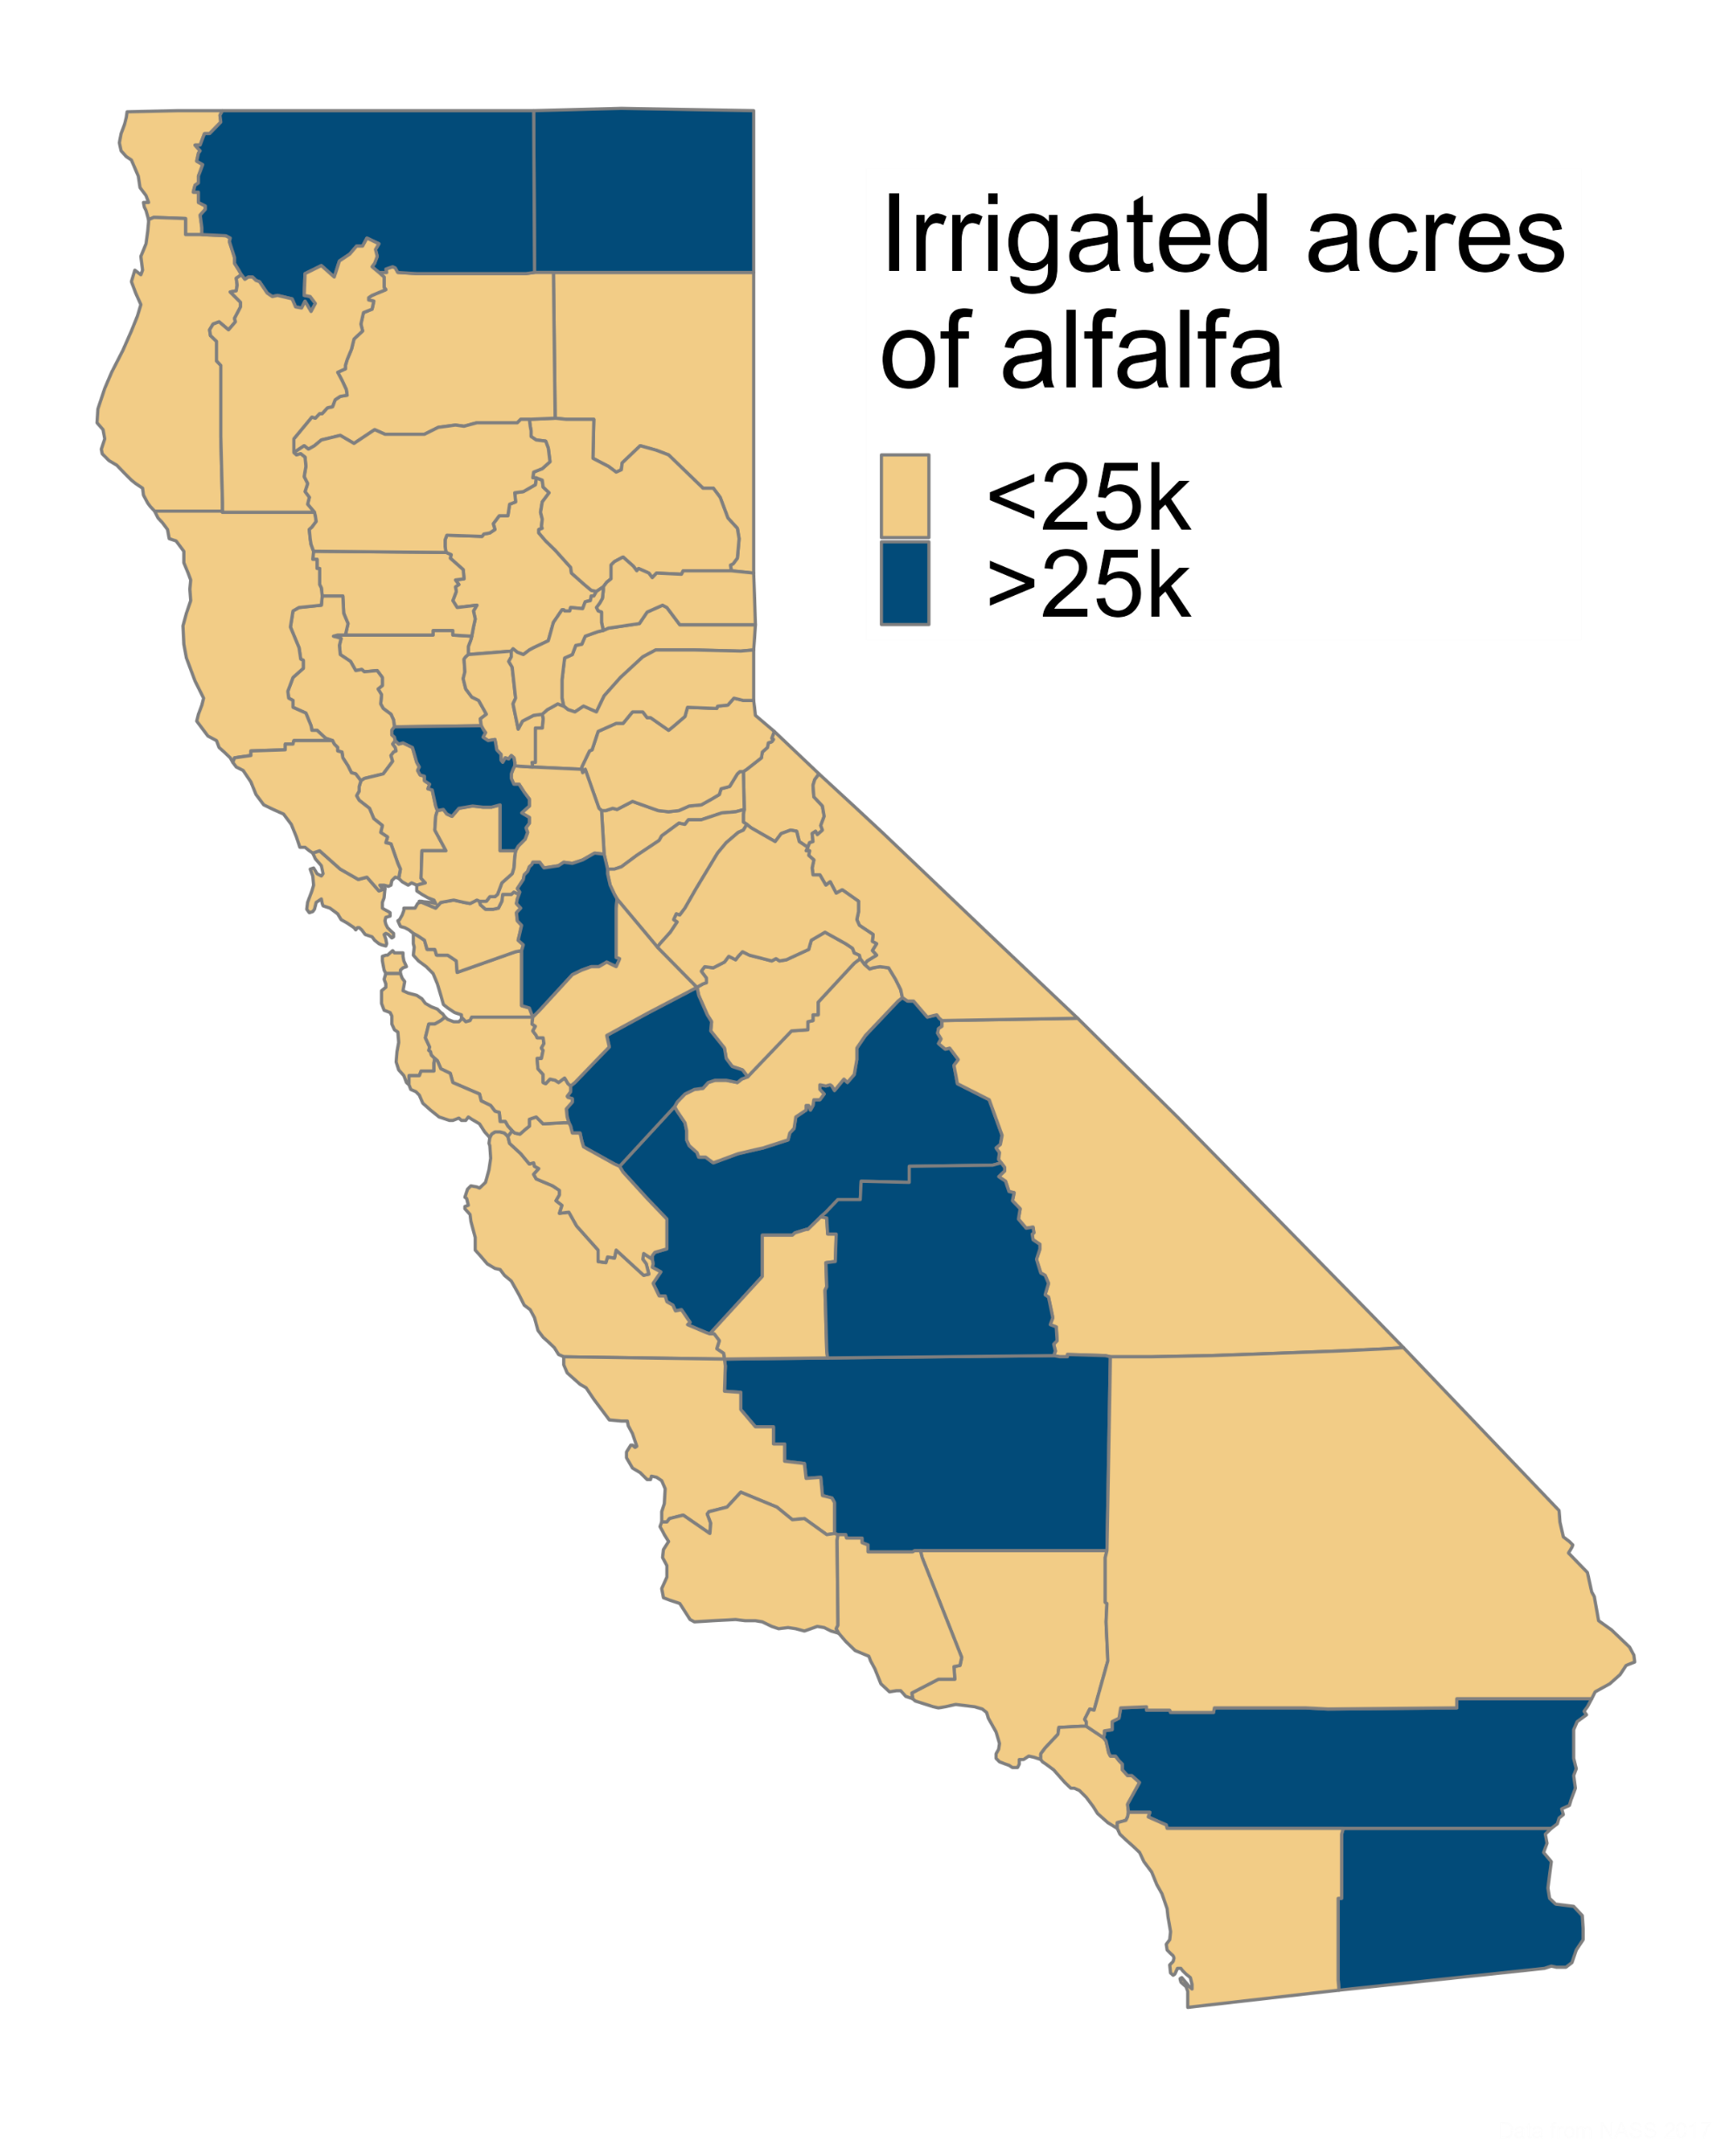 Irrigated acres
of alfalfa
<25k
>25k